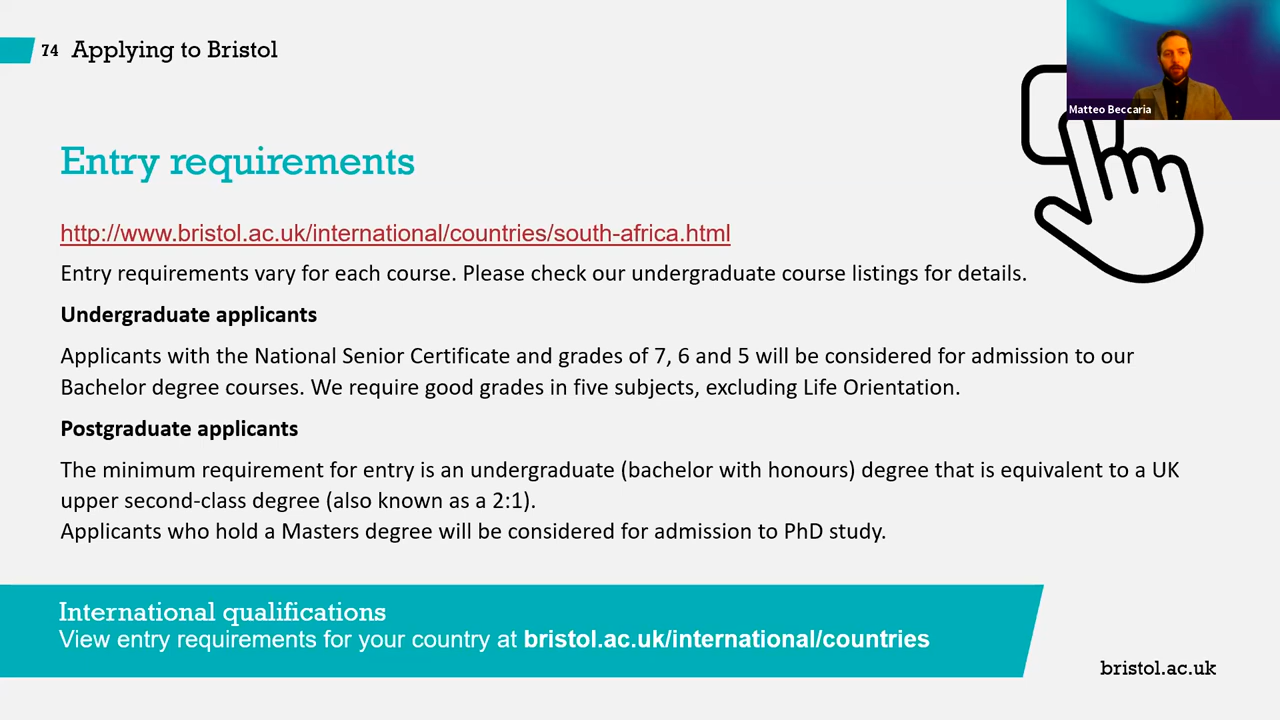 74 Applying to Bristol
Matteo Beccaria
Entry requirements
http://www.bristol.ac.uk/international/countries/south-africa.html
Entry requirements vary for each course. Please check our undergraduate course listings for details.
Undergraduate applicants
Applicants with the National Senior Certificate and grades of 7, 6 and 5 will be considered for admission to our
Bachelor degree courses. We require good grades in five subjects, excluding Life Orientation.
Postgraduate applicants
The minimum requirement for entry is an undergraduate (bachelor with honours) degree that is equivalent to a UK
upper second-class degree (also known as a 2:1).
Applicants who hold a Masters degree will be considered for admission to PhD study.
International qualifications
View entry requirements for your country at bristol.ac.uk/international/countries
bristol.ac.uk